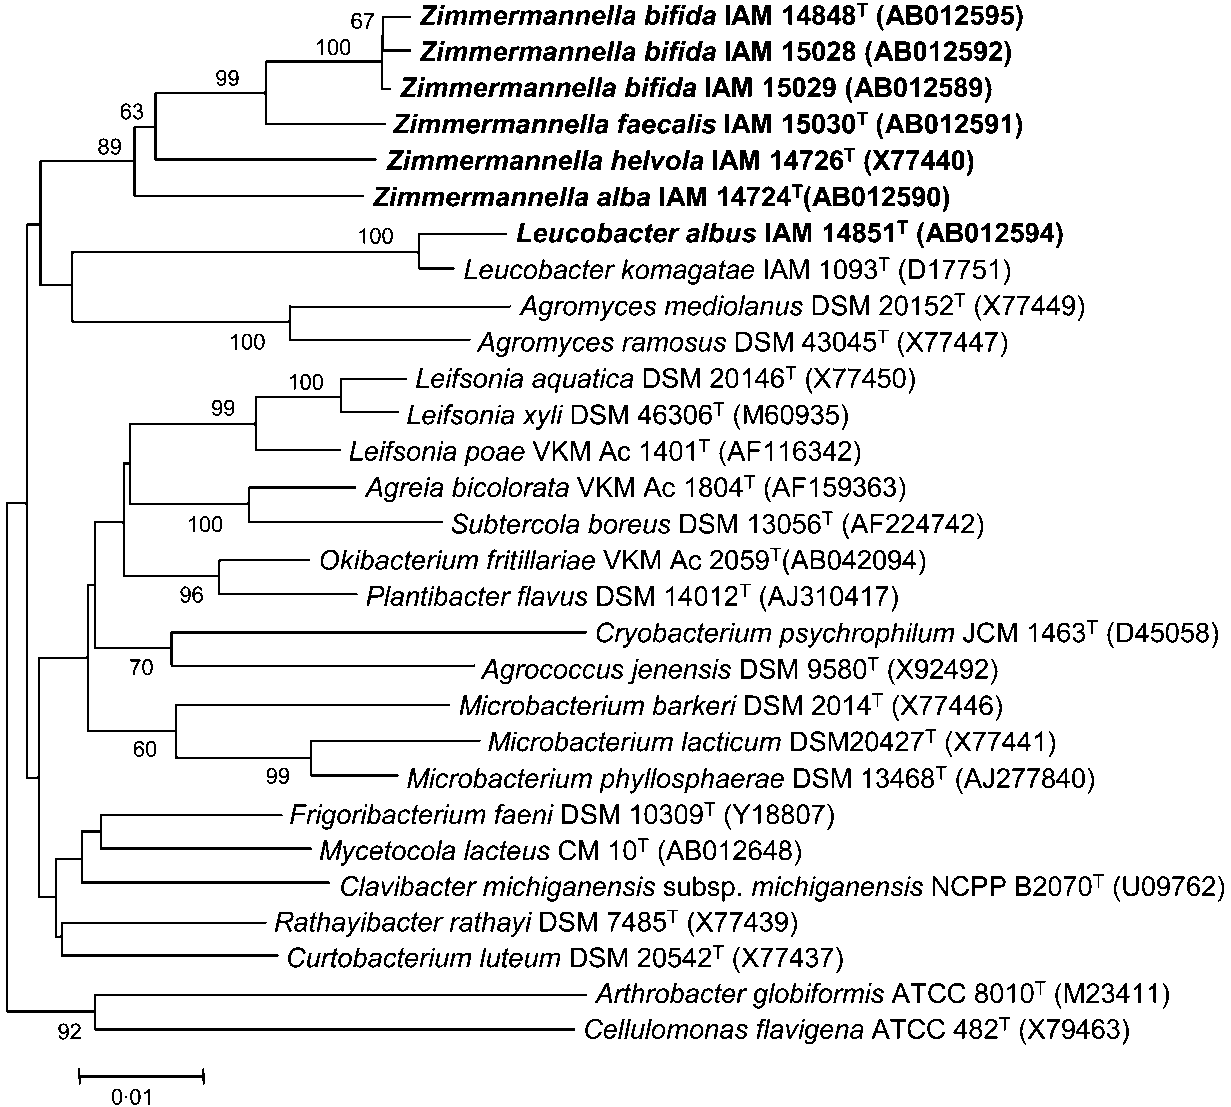 67
Zimmermannella bifida IAM 14848ᵀ (AB012595)
100
Zimmermannella bifida IAM 15028 (AB012592)
99
Zimmermannella bifida IAM 15029 (AB012589)
63
Zimmermannella faecalis IAM 15030ᵀ (AB012591)
89
Zimmermannella helvola IAM 14726ᵀ (X77440)
Zimmermannella alba IAM 14724ᵀ(AB012590)
100
Leucobacter albus IAM 14851ᵀ (AB012594)
Leucobacter komagatae IAM 1093ᵀ (D17751)
Agromyces mediolanus DSM 20152ᵀ (X77449)
100
Agromyces ramosus DSM 43045ᵀ (X77447)
100
Leifsonia aquatica DSM 20146ᵀ (X77450)
99
Leifsonia xyli DSM 46306ᵀ (M60935)
Leifsonia poae VKM Ac 1401ᵀ (AF116342)
Agreia bicolorata VKM Ac 1804ᵀ (AF159363)
100
Subtercola boreus DSM 13056ᵀ (AF224742)
Okibacterium fritillariae VKM Ac 2059ᵀ(AB042094)
96
Plantibacter flavus DSM 14012ᵀ (AJ310417)
Cryobacterium psychrophilum JCM 1463ᵀ (D45058)
70
Agrococcus jenensis DSM 9580ᵀ (X92492)
Microbacterium barkeri DSM 2014ᵀ (X77446)
60
Microbacterium lacticum DSM20427ᵀ (X77441)
99
Microbacterium phyllosphaerae DSM 13468ᵀ (AJ277840)
Frigoribacterium faeni DSM 10309ᵀ (Y18807)
Mycetocola lacteus CM 10ᵀ (AB012648)
Clavibacter michiganensis subsp. michiganensis NCPP B2070ᵀ (U09762)
Rathayibacter rathayi DSM 7485ᵀ (X77439)
Curtobacterium luteum DSM 20542ᵀ (X77437)
Arthrobacter globiformis ATCC 8010ᵀ (M23411)
92
Cellulomonas flavigena ATCC 482ᵀ (X79463)
0·01